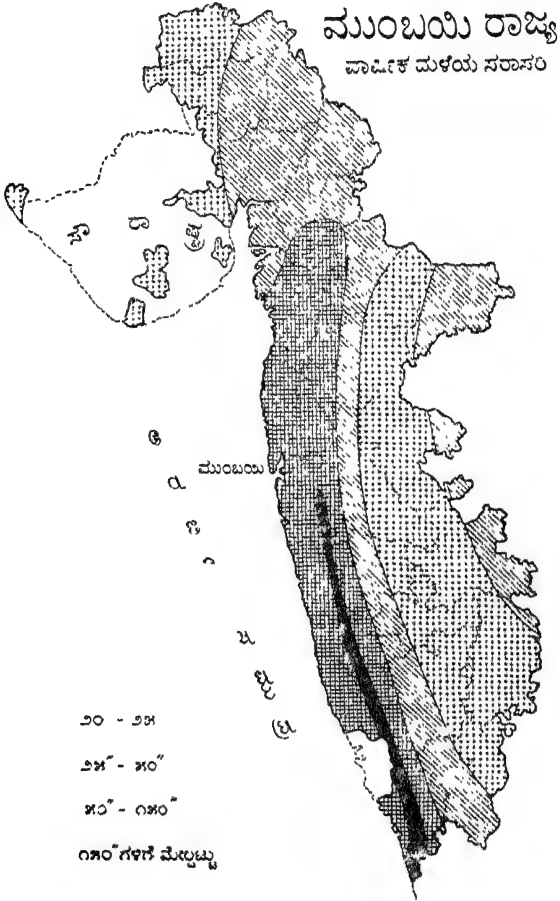 ಮುಂಬಯಿ ರಾಜ್ಯ
ವಾರ್ಷಿಕ ಮಳೆಯ ಸರಾಸರಿ
ಮುಂಬಯಿ
೨೦ - ೨೫
೨೫" - ೫೦"
೫೦" - ೧೫೦"
೧೫೦" ಗಳಿಗೆ ಮೇಲ್ಪಟ್ಟು